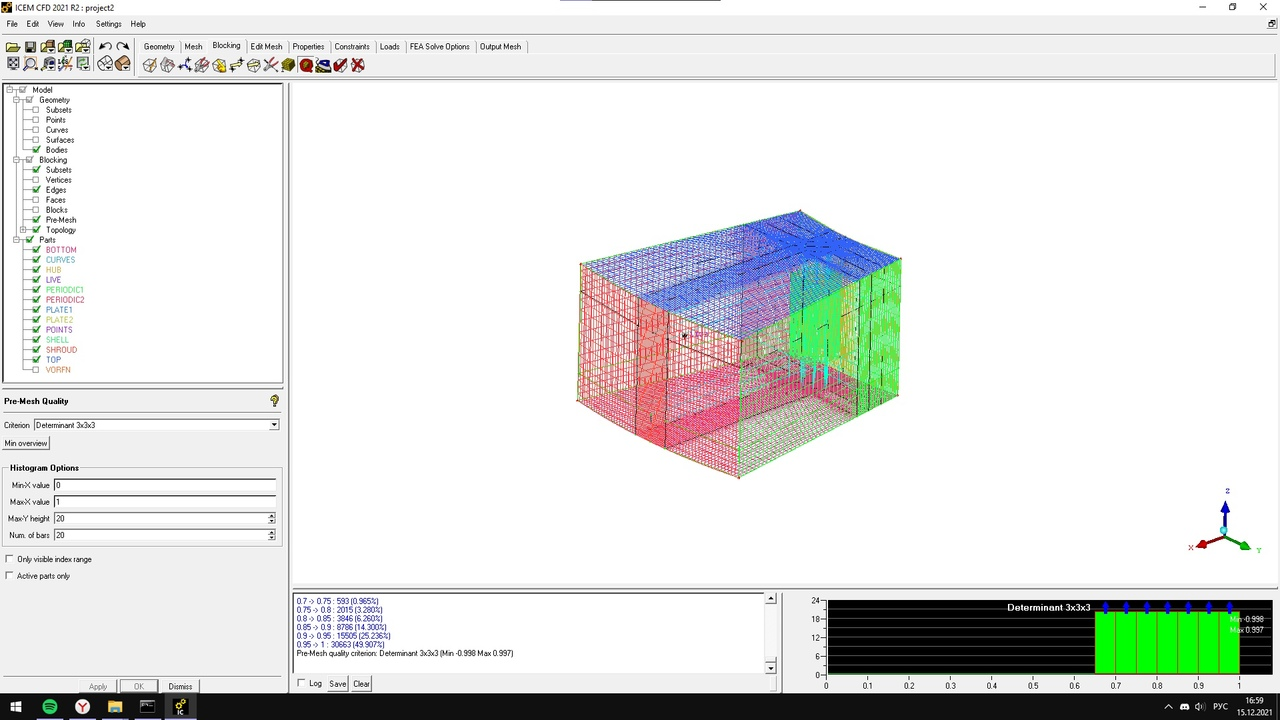 ICEM CFD 2021 R2 : project2
File Edit View Info Settings Help
Geometry Mesh Blocking Edit Mesh Properties Constraints Loads FEA Solve Options Output Mesh
Model
Geometry
Subsets
Points
Curves
Surfaces
Bodies
Blocking
Subsets
Vertices
Edges
Faces
Blocks
Pre-Mesh
Topology
Parts
BOTTOM
CURVES
HUB
LIVE
PERIODIC1
PERIODIC2
PLATE1
PLATE2
POINTS
SHELL
SHROUD
TOP
VORFN
Pre-Mesh Quality
Criterion Determinant 3x3x3
Min overview
Histogram Options
Min-X value 0
Max-X value 1
Max-Y height 20
Num. of bars 20
Only visible index range
Active parts only
Apply OK Dismiss
Z
X
Y
0.7 -> 0.75 : 593 (0.965%)
0.75 -> 0.8 : 2015 (3.280%)
0.8 -> 0.85 : 3846 (6.260%)
0.85 -> 0.9 : 8786 (14.300%)
0.9 -> 0.95 : 15505 (25.236%)
0.95 -> 1 : 30663 (49.907%)
Pre-Mesh quality criterion: Determinant 3x3x3 (Min -0.998 Max 0.997)
Log Save Clear
Determinant 3x3x3
Min -0.998
Max 0.997
24
18
12
6
0
0 0.1 0.2 0.3 0.4 0.5 0.6 0.7 0.8 0.9 1
РУС
16:59
15.12.2021